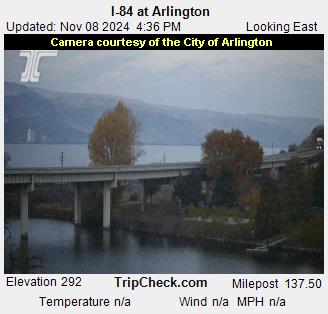 I-84 at Arlington
Updated: Nov 08 2024 4:36 PM Looking East
Camera courtesy of the City of Arlington
Elevation 292 TripCheck.com Milepost 137.50
Temperature n/a Wind n/a MPH n/a